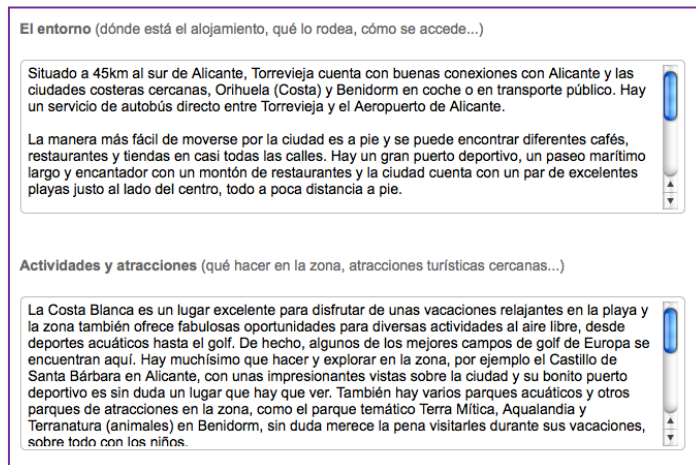 El entorno (dónde está el alojamiento, qué lo rodea, cómo se accede...)
Situado a 45km al sur de Alicante, Torrevieja cuenta con buenas conexiones con Alicante y las
ciudades costeras cercanas, Orihuela (Costa) y Benidorm en coche o en transporte público. Hay
un servicio de autobús directo entre Torrevieja y el Aeropuerto de Alicante.
La manera más fácil de moverse por la ciudad es a pie y se puede encontrar diferentes cafés,
restaurantes y tiendas en casi todas las calles. Hay un gran puerto deportivo, un paseo marítimo
largo y encantador con un montón de restaurantes y la ciudad cuenta con un par de excelentes
playas justo al lado del centro, todo a poca distancia a pie.
Actividades y atracciones (qué hacer en la zona, atracciones turísticas cercanas...)
La Costa Blanca es un lugar excelente para disfrutar de unas vacaciones relajantes en la playa y
la zona también ofrece fabulosas oportunidades para diversas actividades al aire libre, desde
deportes acuáticos hasta el golf. De hecho, algunos de los mejores campos de golf de Europa se
encuentran aquí. Hay muchísimo que hacer y explorar en la zona, por ejemplo el Castillo de
Santa Bárbara en Alicante, con unas impresionantes vistas sobre la ciudad y su bonito puerto
deportivo es sin duda un lugar que hay que ver. También hay varios parques acuáticos y otros
parques de atracciones en la zona, como el parque temático Terra Mítica, Aqualandia y
Terranatura (animales) en Benidorm, sin duda merece la pena visitarles durante sus vacaciones,
sobre todo con los niños.